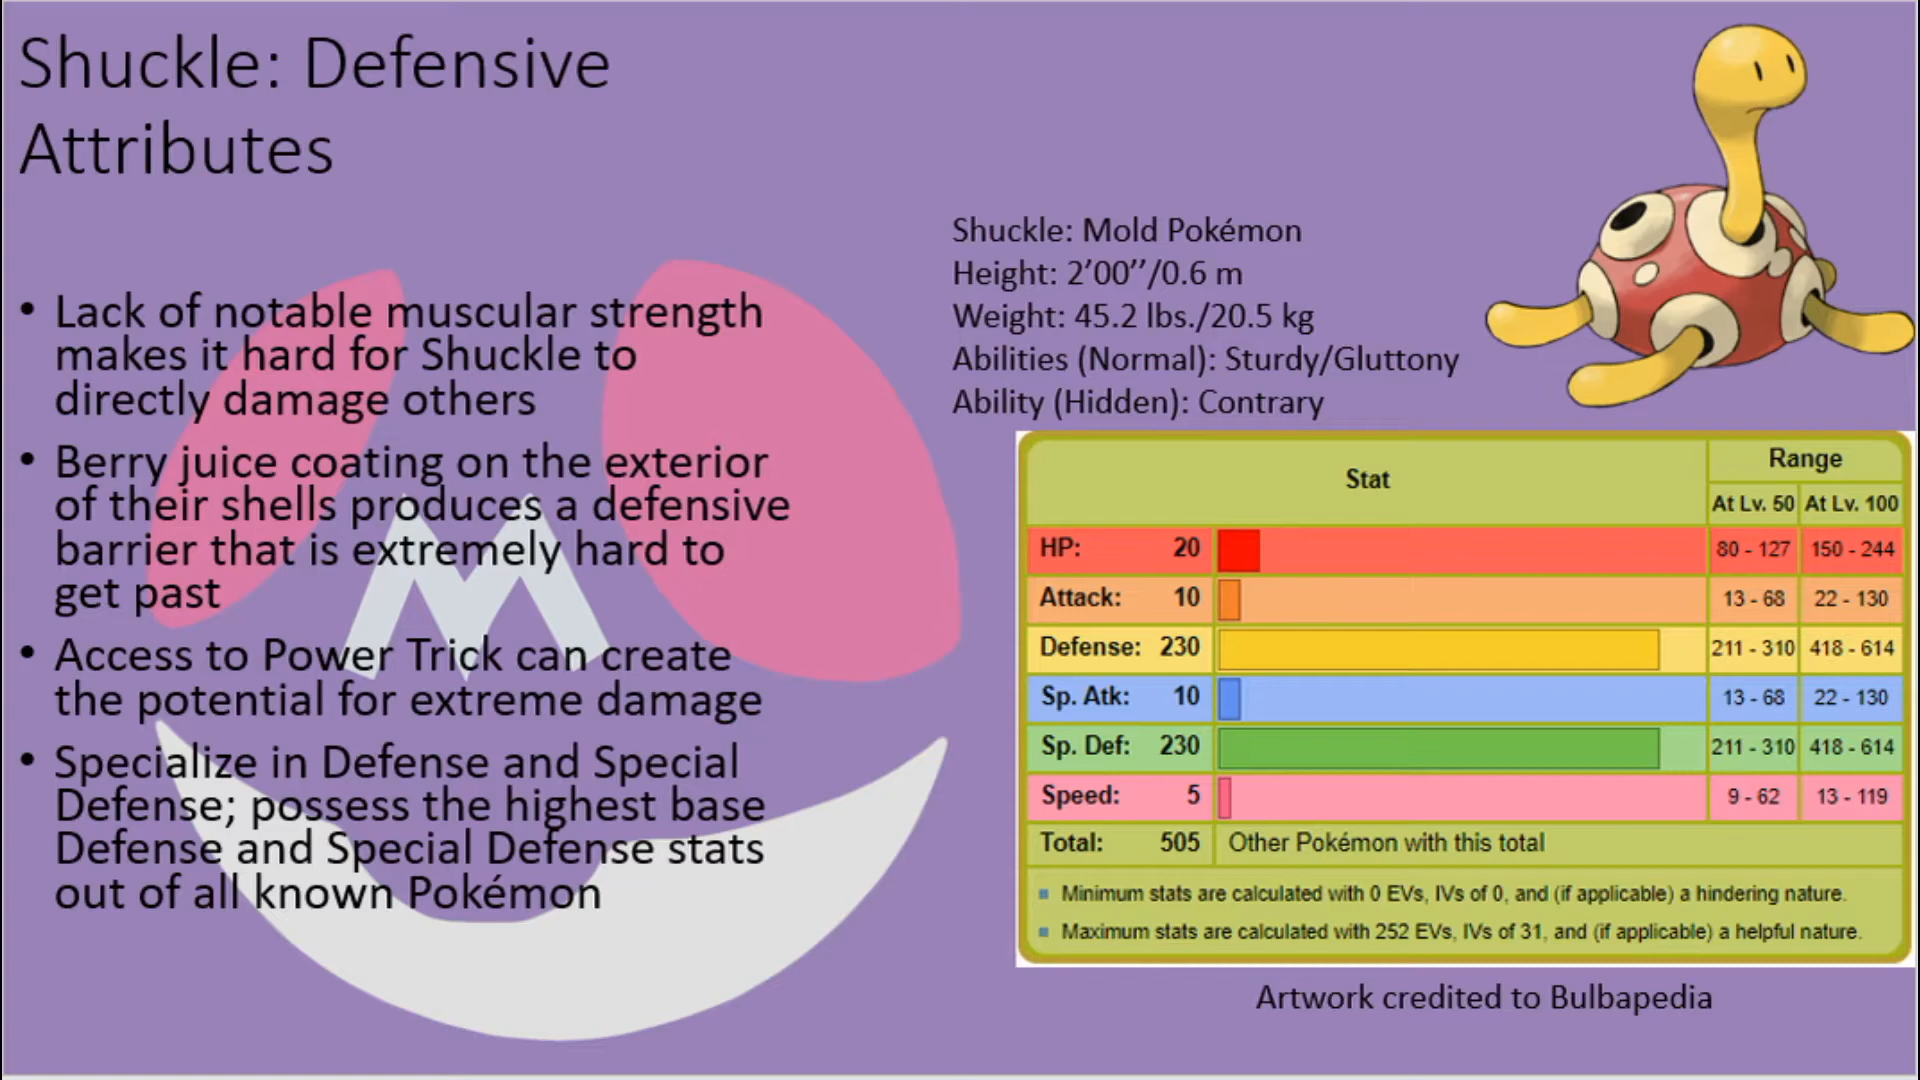 Shuckle: Defensive
Attributes
• Lack of notable muscular strength
makes it hard for Shuckle to
directly damage others
• Berry juice coating on the exterior
of their shells produces a defensive
barrier that is extremely hard to
get past
• Access to Power Trick can create
the potential for extreme damage
• Specialize in Defense and Special
Defense; possess the highest base
Defense and Special Defense stats
out of all known Pokémon
M
Shuckle: Mold Pokémon
Height: 2’00’’/0.6 m
Weight: 45.2 lbs./20.5 kg
Abilities (Normal): Sturdy/Gluttony
Ability (Hidden): Contrary
Stat Range
At Lv. 50 At Lv. 100
HP: 20 80 - 127 150 - 244
Attack: 10 13 - 68 22 - 130
Defense: 230 211 - 310 418 - 614
Sp. Atk: 10 13 - 68 22 - 130
Sp. Def: 230 211 - 310 418 - 614
Speed: 5 9 - 62 13 - 119
Total: 505 Other Pokémon with this total
Minimum stats are calculated with 0 EVs, IVs of 0, and (if applicable) a hindering nature.
Maximum stats are calculated with 252 EVs, IVs of 31, and (if applicable) a helpful nature.
Artwork credited to Bulbapedia